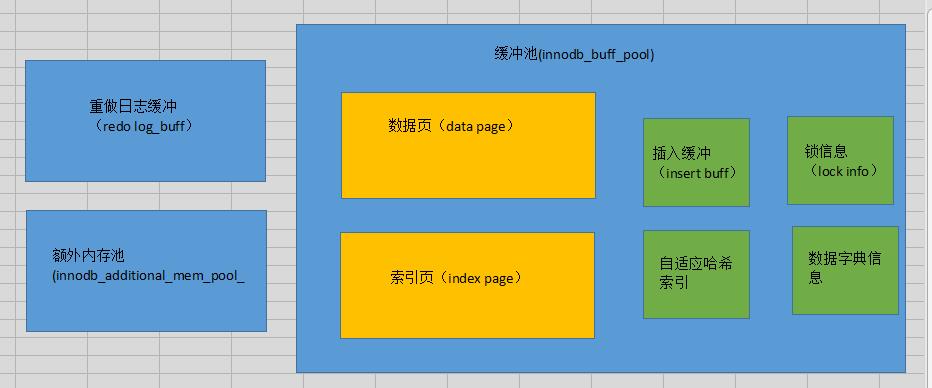 缓冲池(innodb_buff_pool)
重做日志缓冲
（redo log_buff）
额外内存池
(innodb_additional_mem_pool_
数据页（data page）
索引页（index page）
插入缓冲
（insert buff）
锁信息
（lock info）
自适应哈希
索引
数据字典信
息